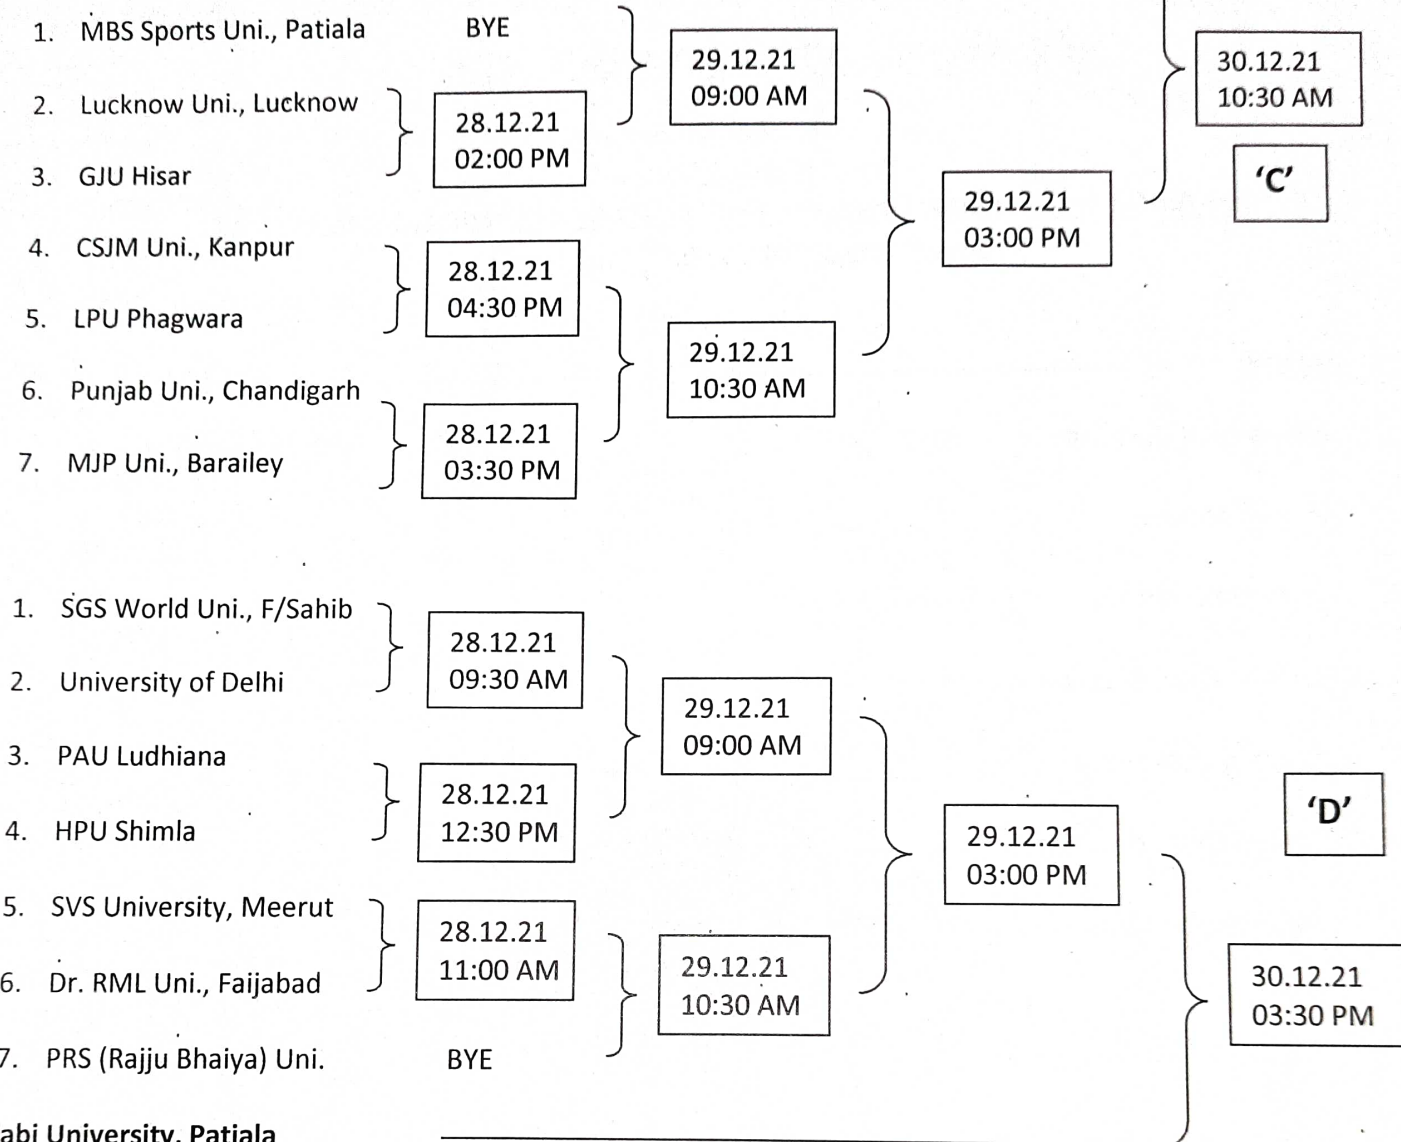 1. MBS Sports Uni., Patiala BYE
29.12.21
09:00 AM
30.12.21
10:30 AM
2. Lucknow Uni., Lucknow
28.12.21
02:00 PM
3. GJU Hisar
'C'
29.12.21
03:00 PM
4. CSJM Uni., Kanpur
28.12.21
04:30 PM
5. LPU Phagwara
29.12.21
10:30 AM
6. Punjab Uni., Chandigarh
28.12.21
03:30 PM
7. MJP Uni., Barailey
1. SGS World Uni., F/Sahib
28.12.21
09:30 AM
2. University of Delhi
29.12.21
09:00 AM
3. PAU Ludhiana
28.12.21
12:30 PM
4. HPU Shimla
'D'
29.12.21
03:00 PM
5. SVS University, Meerut
28.12.21
11:00 AM
6. Dr. RML Uni., Faijabad
29.12.21
10:30 AM
30.12.21
03:30 PM
7. PRS (Rajju Bhaiya) Uni. BYE
abi University, Patiala